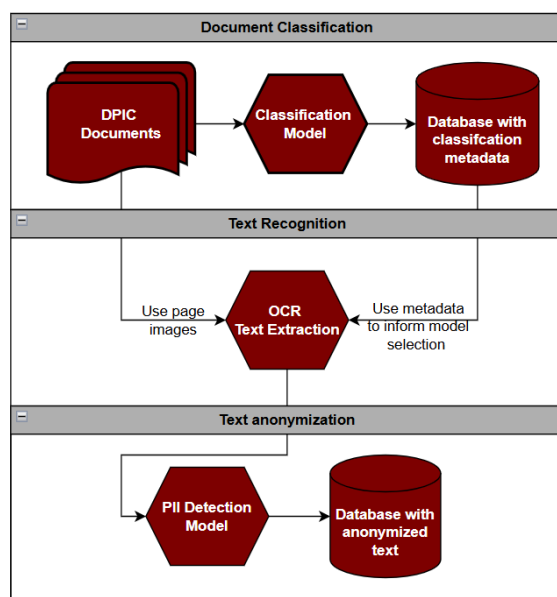 Document Classification
DPIC
Documents
Classification
Model
Database with
classifcation
metadata
Text Recognition
Use page
images
OCR
Text Extraction
Use metadata
to inform model
selection
Text anonymization
PII Detection
Model
Database with
anonymized
text